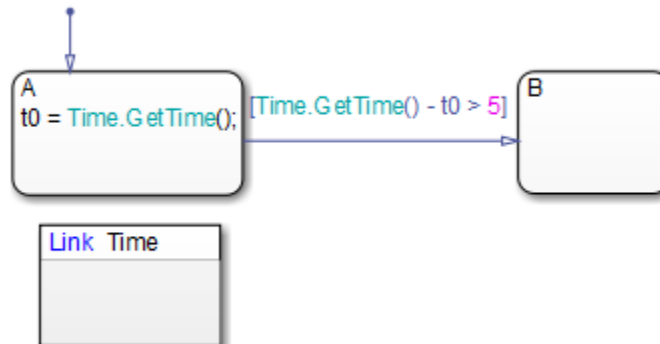 A
t0 = Time.GetTime();
[Time.GetTime() - t0 > 5]
B
Link Time